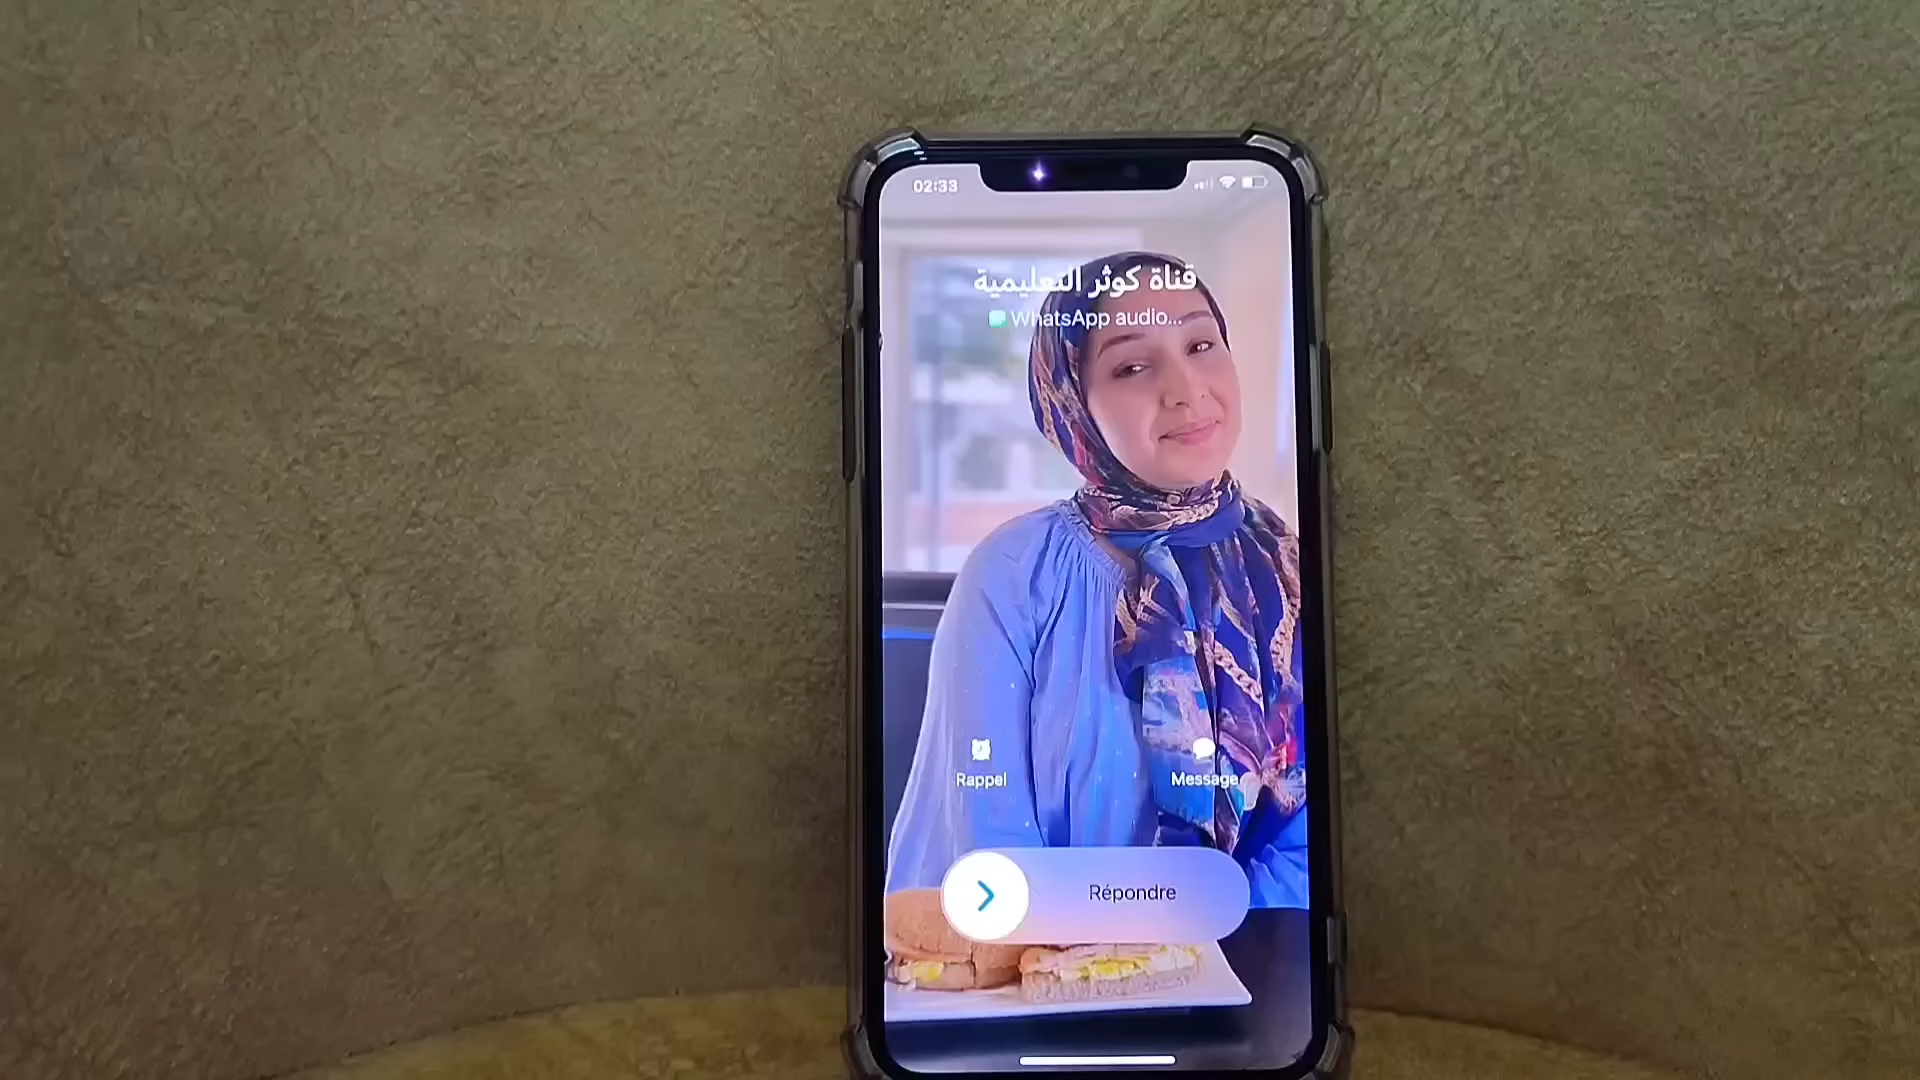 02:33
قناة كوثر التعليمية
WhatsApp audio...
Rappel
Message
Répondre